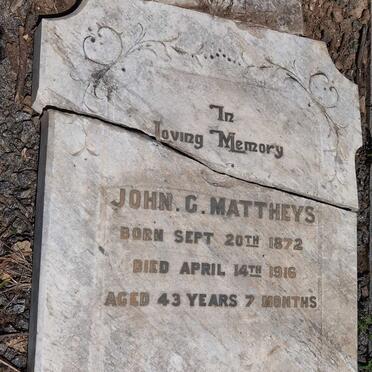 In
Loving Memory
JOHN. C. MATTHEYS
BORN SEPT 20TH 1872
DIED APRIL 14TH 1916
AGED 43 YEARS 7 MONTHS